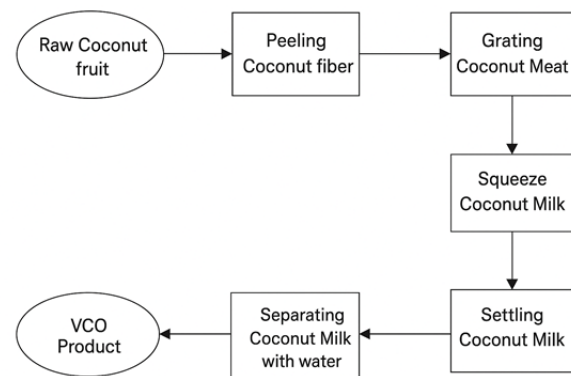 Raw Coconut
fruit
Peeling
Coconut fiber
Grating
Coconut Meat
Squeeze
Coconut Milk
Settling
Coconut Milk
Separating
Coconut Milk
with water
VCO
Product